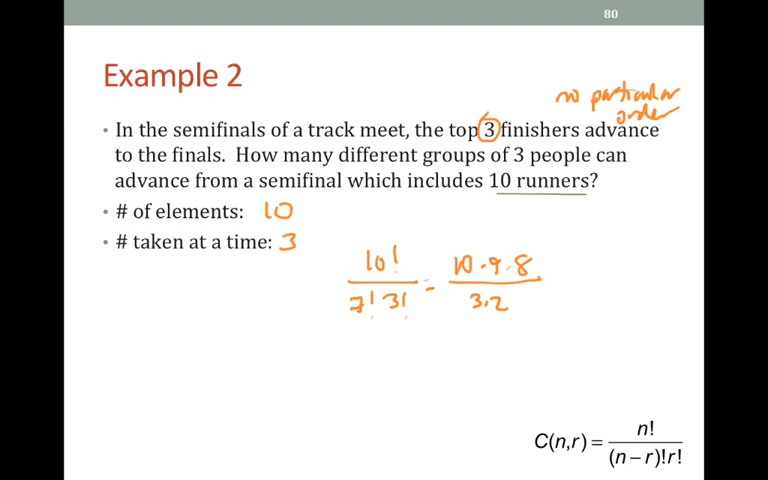 80
Example 2
no particular
order
• In the semifinals of a track meet, the top 3 finishers advance
to the finals. How many different groups of 3 people can
advance from a semifinal which includes 10 runners?
• # of elements: 10
• # taken at a time: 3
10! / 7! 3! = 10·9·8 / 3·2
C(n,r) = n! / (n – r)!r!